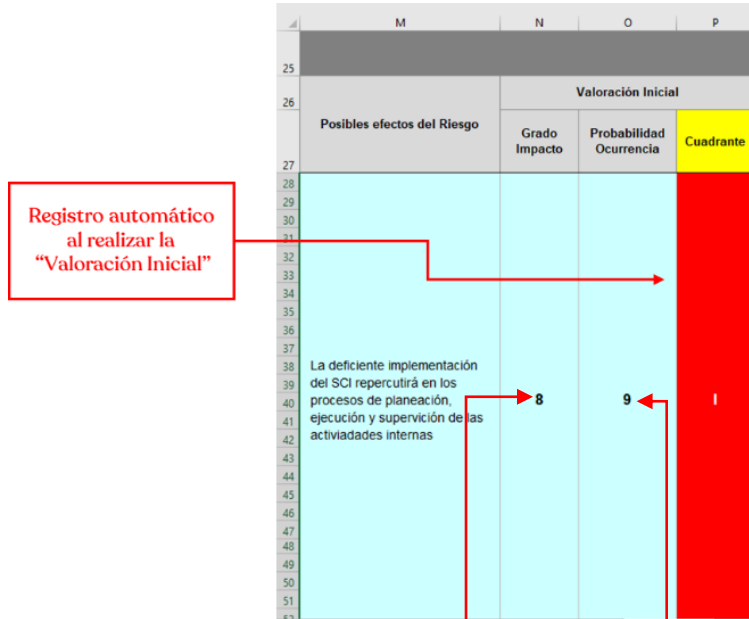 M N O P
25
26
Valoración Inicial
Posibles efectos del Riesgo
Grado
Impacto
Probabilidad
Ocurrencia
Cuadrante
27
28
29
30
31
32
33
34
35
36
37
38
39
40
41
42
43
44
45
46
47
48
49
50
51
52
Registro automático
al realizar la
“Valoración Inicial”
La deficiente implementación
del SCI repercutirá en los
procesos de planeación,
ejecución y supervición de las
activiadades internas
8 9 I